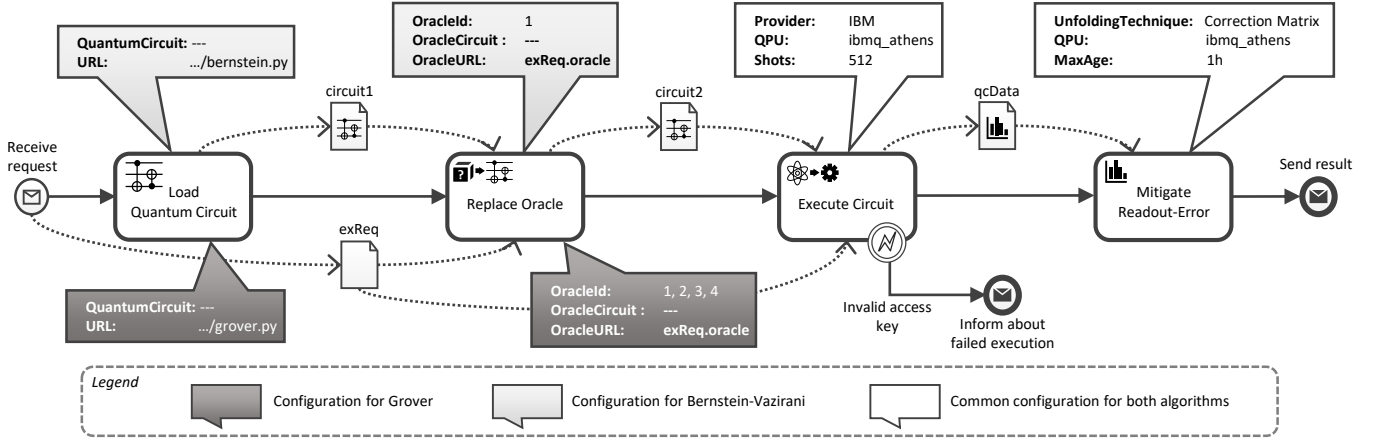 QuantumCircuit: ---
URL: .../bernstein.py
OracleId: 1
OracleCircuit : ---
OracleURL: exReq.oracle
Provider: IBM
QPU: ibmq_athens
Shots: 512
UnfoldingTechnique: Correction Matrix
QPU: ibmq_athens
MaxAge: 1h
circuit1
circuit2
qcData
Receive
request
Load
Quantum Circuit
?
Replace Oracle
Execute Circuit
Mitigate
Readout-Error
Send result
exReq
QuantumCircuit: ---
URL: .../grover.py
OracleId: 1, 2, 3, 4
OracleCircuit : ---
OracleURL: exReq.oracle
Invalid access
key
Inform about
failed execution
Legend
Configuration for Grover
Configuration for Bernstein-Vazirani
Common configuration for both algorithms